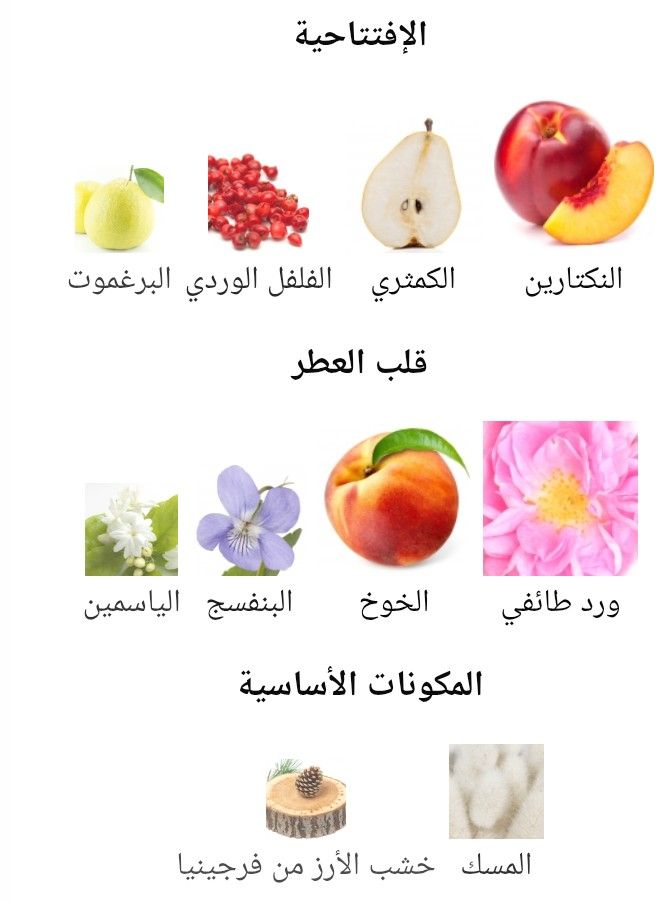 الإفتتاحية
النكتارين الكمثري الفلفل الوردي البرغموت
قلب العطر
ورد طائفي الخوخ البنفسج الياسمين
المكونات الأساسية
المسك خشب الأرز من فرجينيا